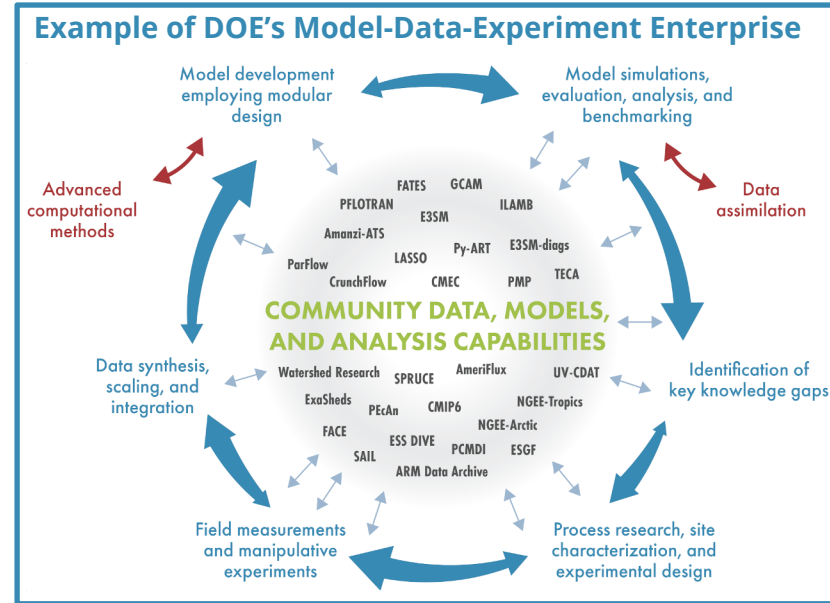 Example of DOE's Model-Data-Experiment Enterprise
Model development
employing modular
design
Model simulations,
evaluation, analysis, and
benchmarking
Advanced
computational
methods
Data
assimilation
FATES
GCAM
PFLOTRAN
ILAMB
E3SM
Amanzi-ATS
Py-ART
E3SM-diags
LASSO
ParFlow
TECA
CrunchFlow
CMEC
PMP
COMMUNITY DATA, MODELS,
AND ANALYSIS CAPABILITIES
Data synthesis,
scaling, and
integration
Identification of
key knowledge gaps
Watershed Research
SPRUCE
AmeriFlux
UV-CDAT
ExaSheds
PEcAn
CMIP6
NGEE-Tropics
FACE
NGEE-Arctic
ESS DIVE
SAIL
PCMDI
ESGF
ARM Data Archive
Field measurements
and manipulative
experiments
Process research, site
characterization, and
experimental design